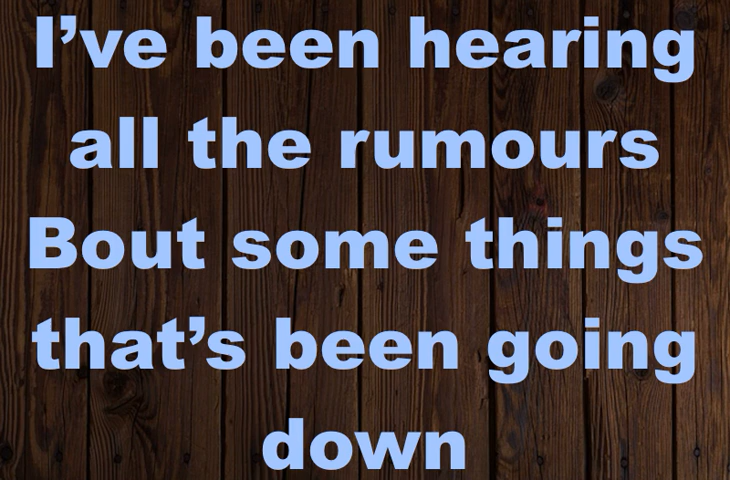 I’ve been hearing
all the rumours
Bout some things
that’s been going
down